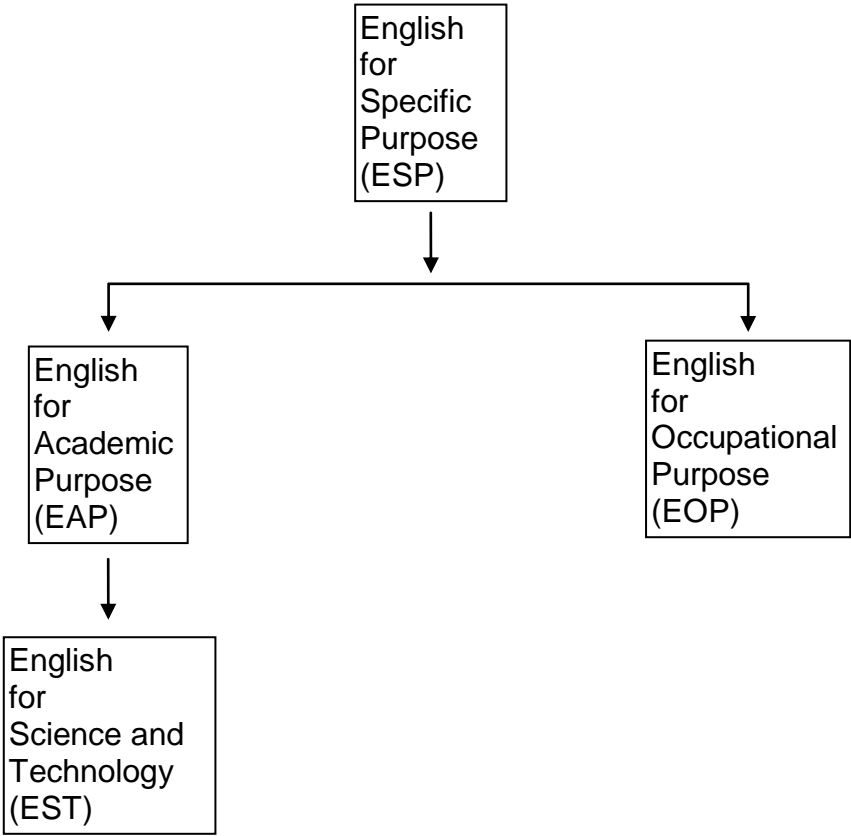 English
for
Specific
Purpose
(ESP)
English
for
Academic
Purpose
(EAP)
English
for
Occupational
Purpose
(EOP)
English
for
Science and
Technology
(EST)